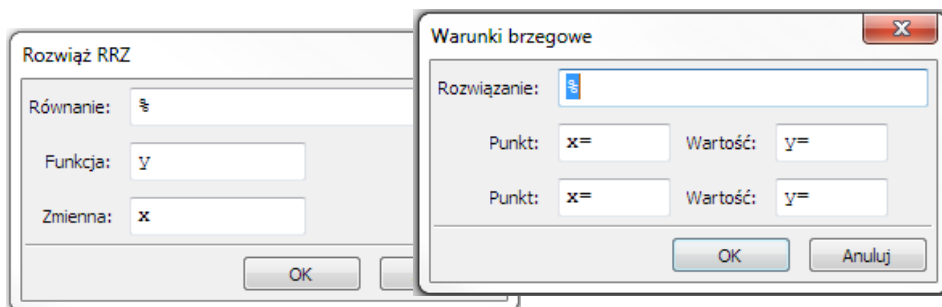 Rozwiąż RRZ
Równanie: %
Funkcja: y
Zmienna: x
OK
Warunki brzegowe
Rozwiązanie: %
Punkt: x= Wartość: y=
Punkt: x= Wartość: y=
OK Anuluj